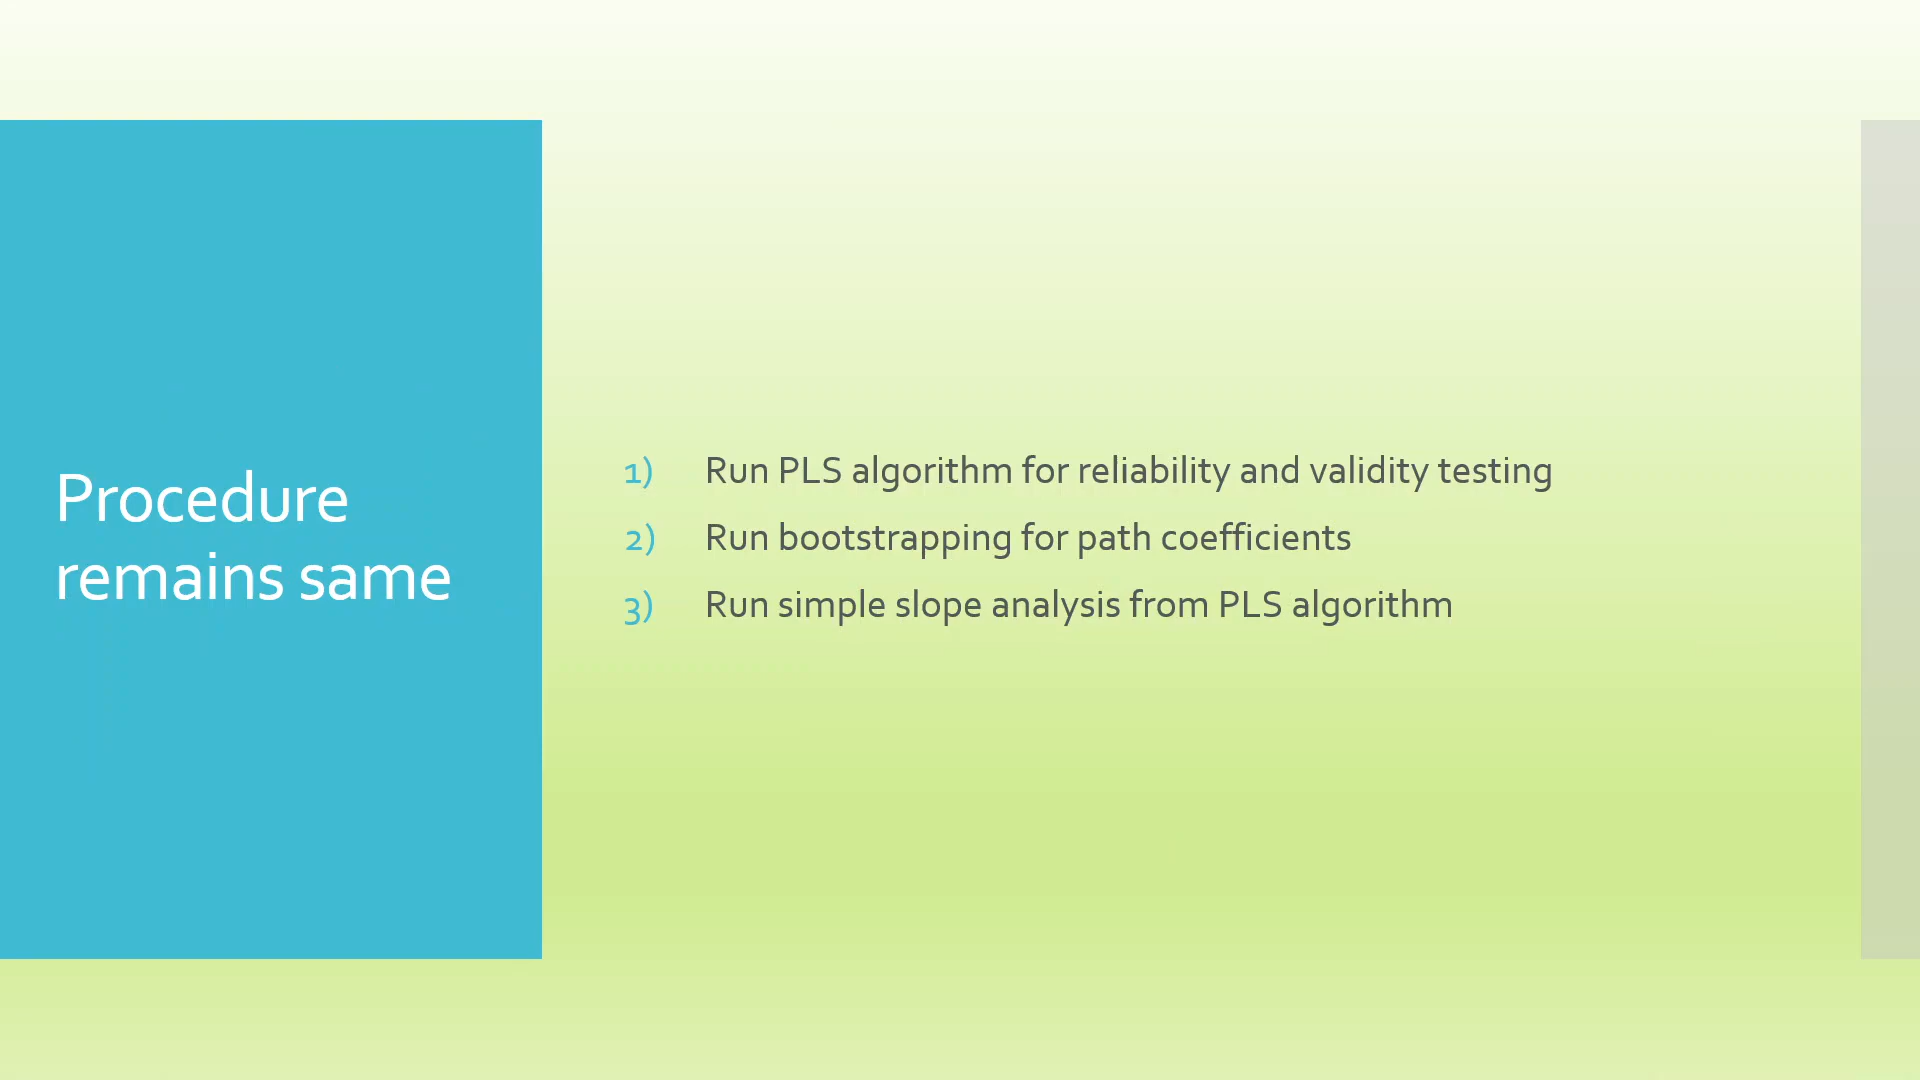 Procedure
remains same
1) Run PLS algorithm for reliability and validity testing
2) Run bootstrapping for path coefficients
3) Run simple slope analysis from PLS algorithm